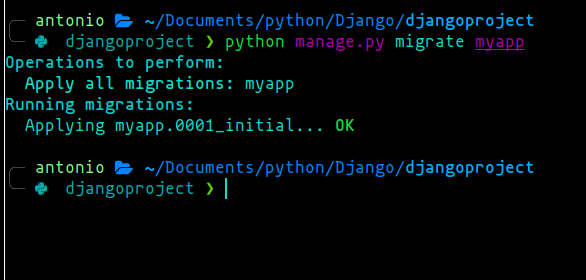 antonio ~/Documents/python/Django/djangoproject
djangoproject ❯ python manage.py migrate myapp
Operations to perform:
  Apply all migrations: myapp
Running migrations:
  Applying myapp.0001_initial... OK
antonio ~/Documents/python/Django/djangoproject
djangoproject ❯